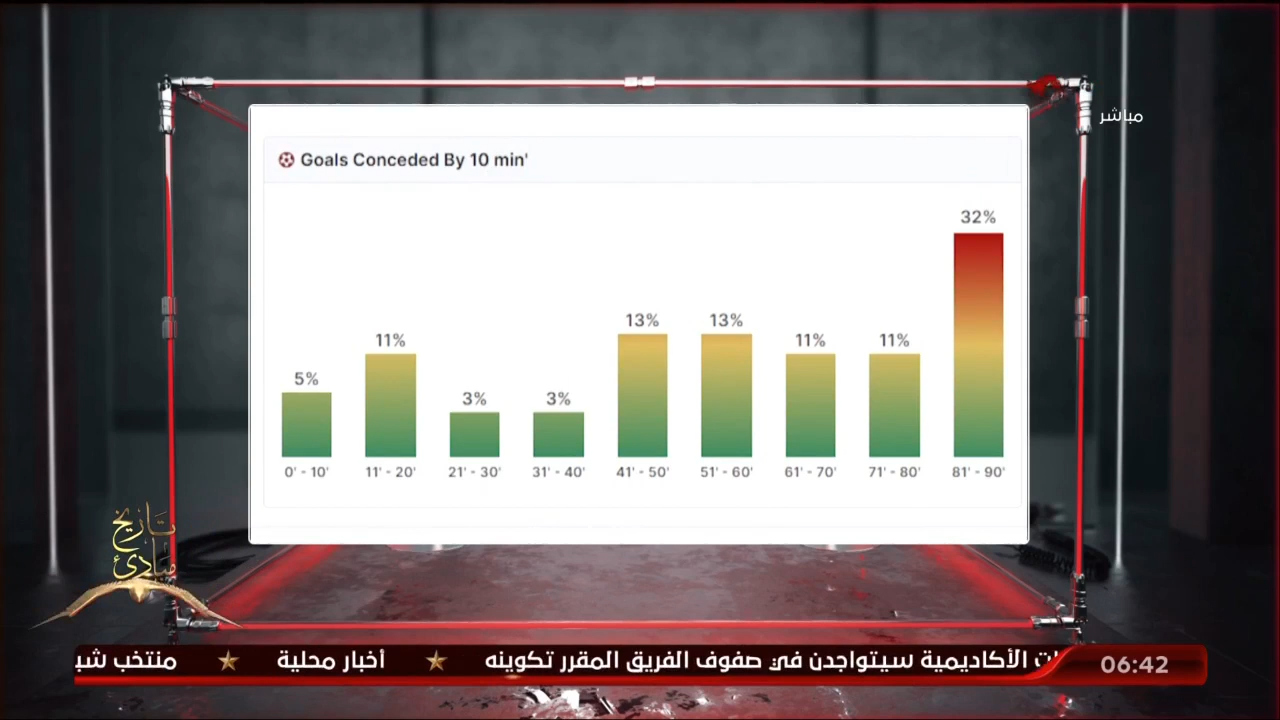 مباشر
Goals Conceded By 10 min'
5% 11% 3% 3% 13% 13% 11% 11% 32%
0' - 10' 11' - 20' 21' - 30' 31' - 40' 41' - 50' 51' - 60' 61' - 70' 71' - 80' 81' - 90'
تاريخ
مبادئ
الأكاديمية سيتواجدن في صفوف الفريق المقرر تكوينه ★ أخبار محلية ★ منتخب
06:42